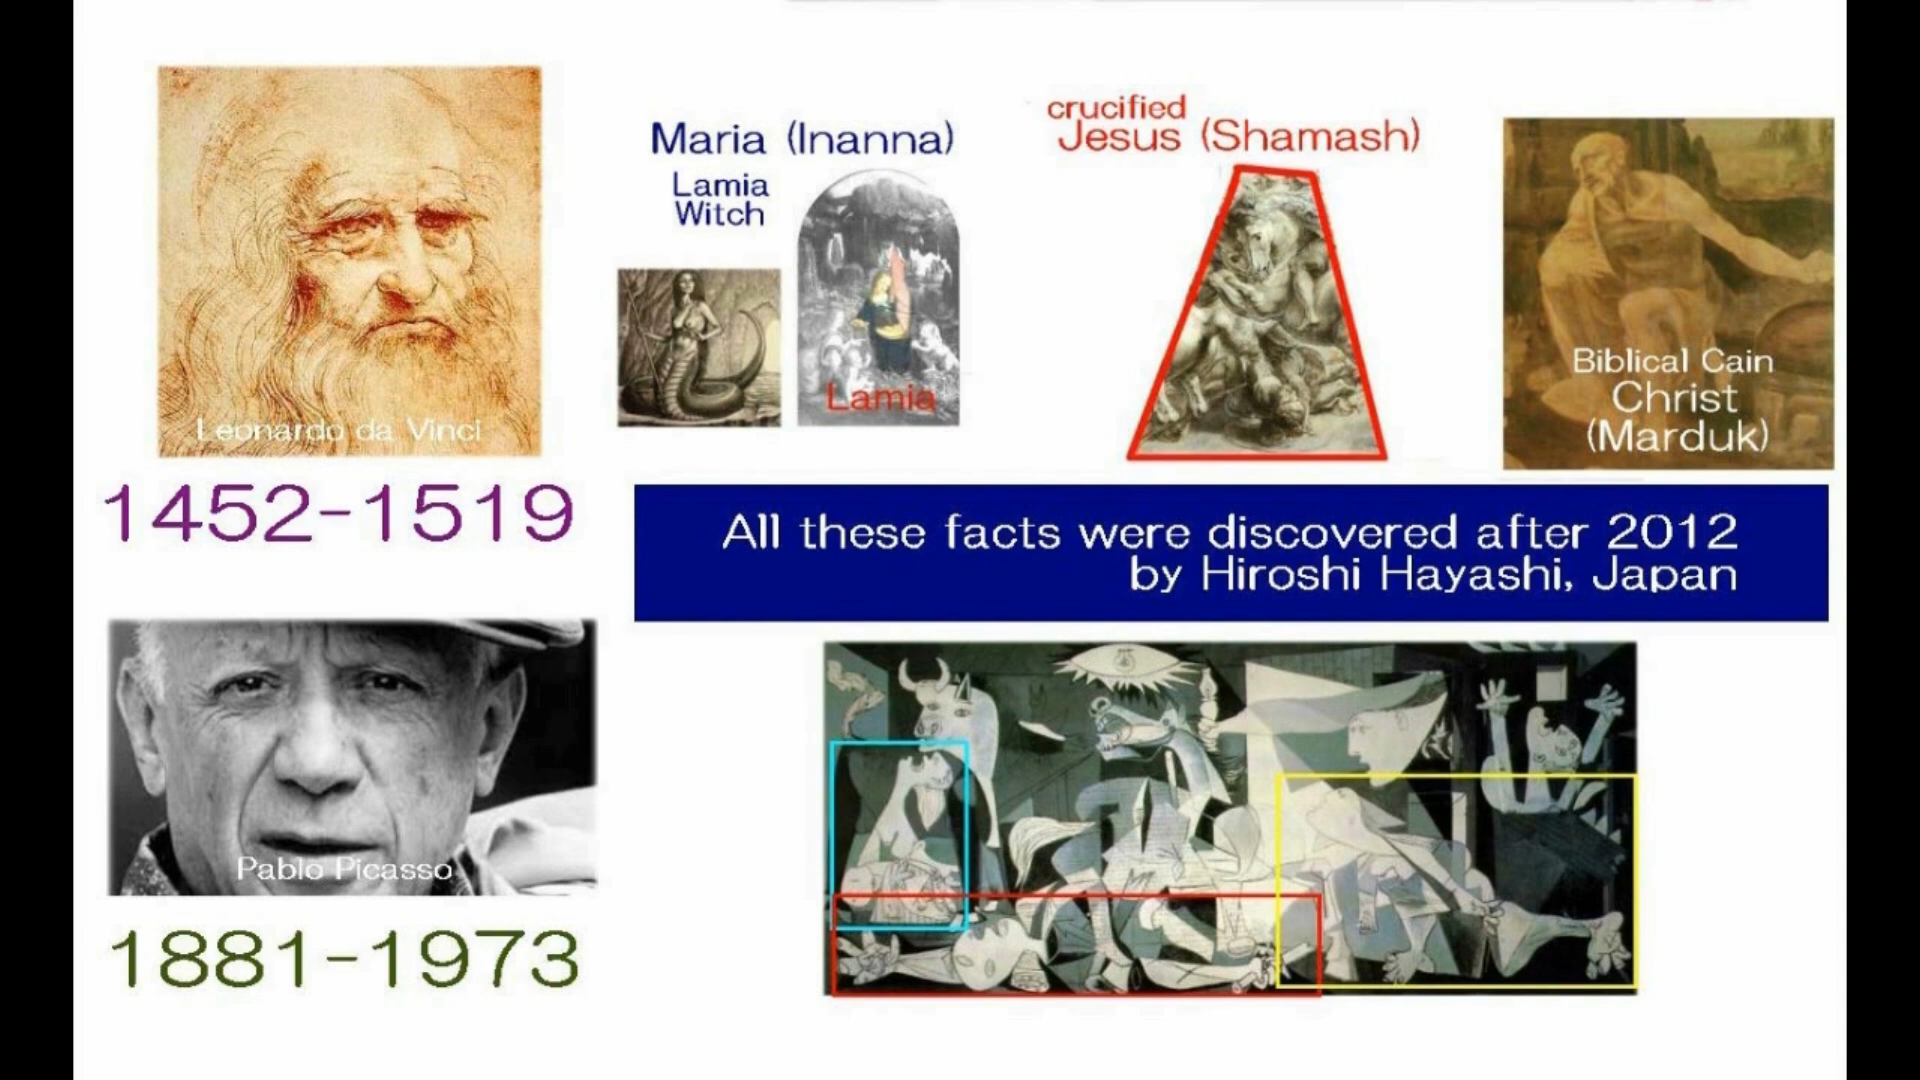 Leonardo da Vinci
1452-1519
Maria (Inanna)
Lamia
Witch
Lamia
crucified
Jesus (Shamash)
Biblical Cain
Christ
(Marduk)
All these facts were discovered after 2012
by Hiroshi Hayashi, Japan
Pablo Picasso
1881-1973